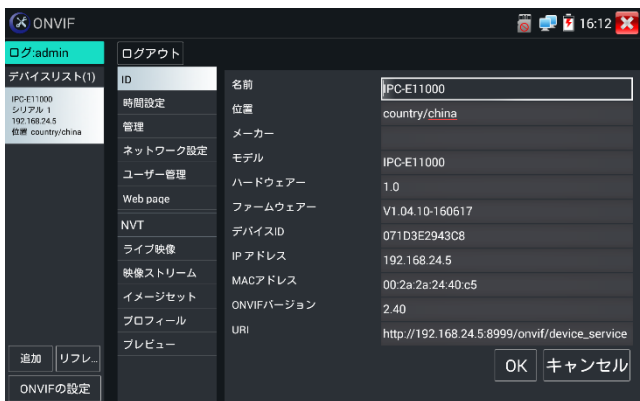 ONVIF
16:12
ログ:admin
ログアウト
デバイスリスト(1)
IPC-E11000
シリアル 1
192.168.24.5
位置 country/china
ID
時間設定
管理
ネットワーク設定
ユーザー管理
Web page
NVT
ライブ映像
映像ストリーム
イメージセット
プロフィール
プレビュー
名前 IPC-E11000
位置 country/china
メーカー
モデル IPC-E11000
ハードウェアー 1.0
ファームウェアー V1.04.10-160617
デバイスID 071D3E2943C8
IP アドレス 192.168.24.5
MACアドレス 00:2a:2a:24:40:c5
ONVIFバージョン 2.40
URI http://192.168.24.5:8999/onvif/device_service
追加 リフレ...
OK キャンセル
ONVIFの設定